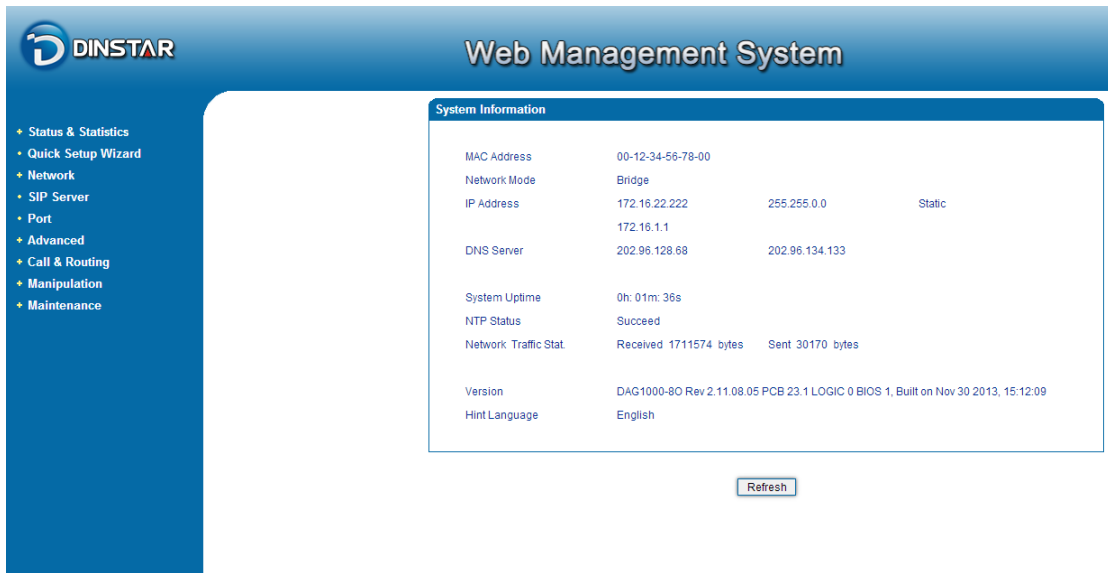 DINSTAR
Web Management System
Status & Statistics
Quick Setup Wizard
Network
SIP Server
Port
Advanced
Call & Routing
Manipulation
Maintenance
System Information
MAC Address 00-12-34-56-78-00
Network Mode Bridge
IP Address 172.16.22.222 255.255.0.0 Static
172.16.1.1
DNS Server 202.96.128.68 202.96.134.133
System Uptime 0h: 01m: 36s
NTP Status Succeed
Network Traffic Stat. Received 1711574 bytes Sent 30170 bytes
Version DAG1000-8O Rev 2.11.08.05 PCB 23.1 LOGIC 0 BIOS 1, Built on Nov 30 2013, 15:12:09
Hint Language English
Refresh